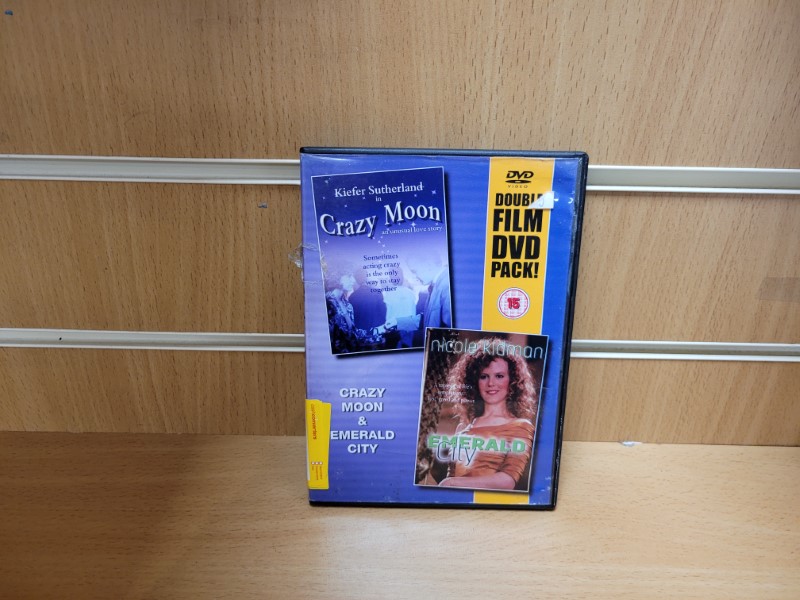 Kiefer Sutherland
in
Crazy Moon
an unusual love story
Sometimes
acting crazy
is the only
way to stay
together
DVD
VIDEO
DOUBLE
FILM
DVD
PACK!
15
nicole kidman
EMERALD
City
CRAZY
MOON
&
EMERALD
CITY